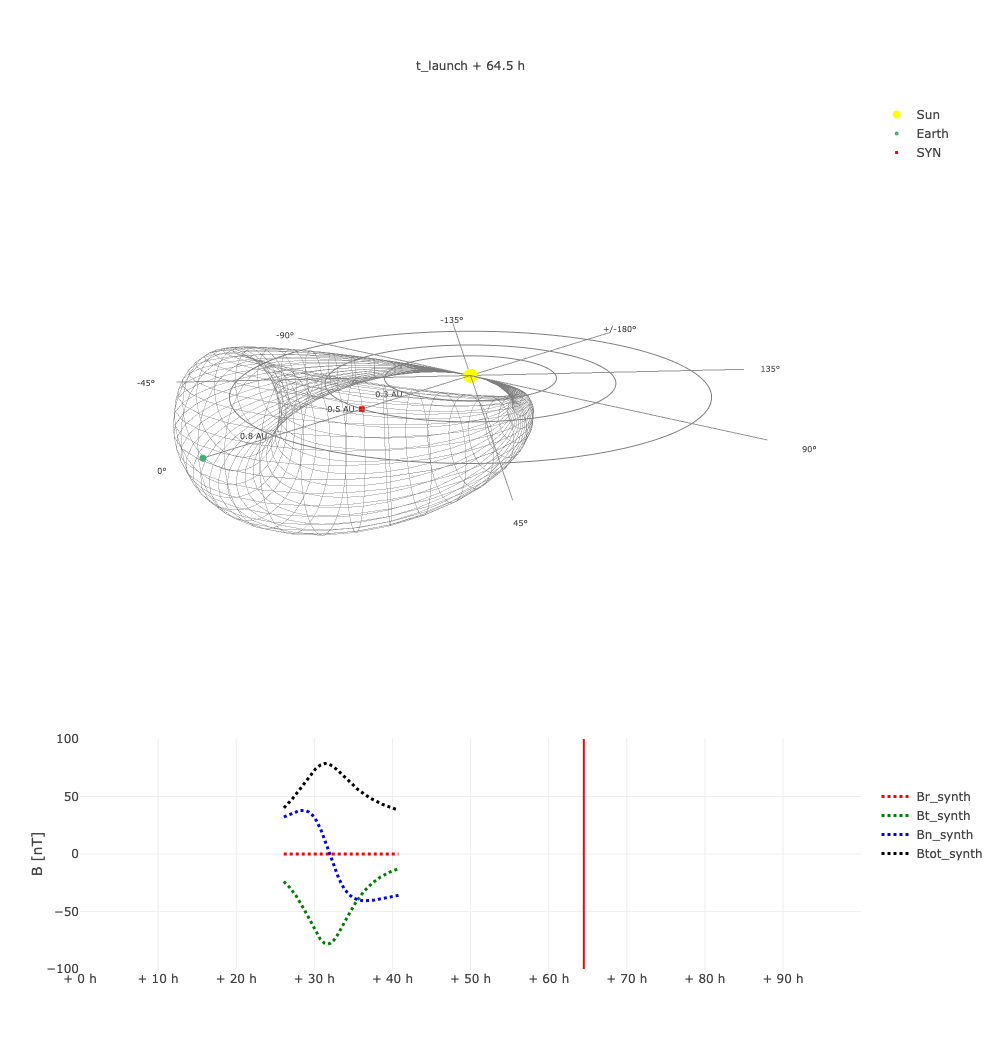 t_launch + 64.5 h
Sun
Earth
SYN
-135°
+/-180°
-90°
135°
-45°
0.3 AU
0.5 AU
0.8 AU
90°
0°
45°
100
50
0
−50
−100
B [nT]
+ 0 h
+ 10 h
+ 20 h
+ 30 h
+ 40 h
+ 50 h
+ 60 h
+ 70 h
+ 80 h
+ 90 h
Br_synth
Bt_synth
Bn_synth
Btot_synth